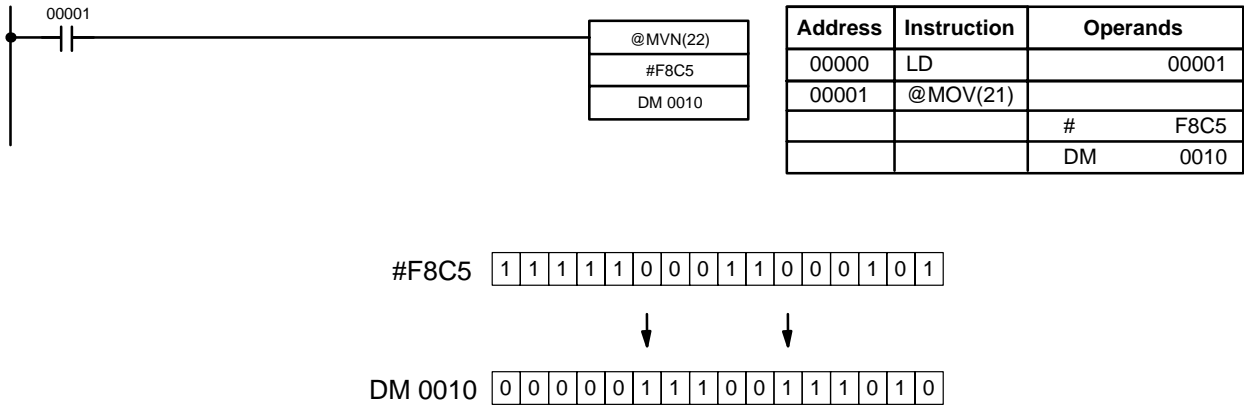 00001
@MVN(22)
#F8C5
DM 0010
Address Instruction Operands
00000 LD 00001
00001 @MOV(21)
# F8C5
DM 0010
#F8C5 1 1 1 1 1 0 0 0 1 1 0 0 0 1 0 1
DM 0010 0 0 0 0 0 1 1 1 0 0 1 1 1 0 1 0